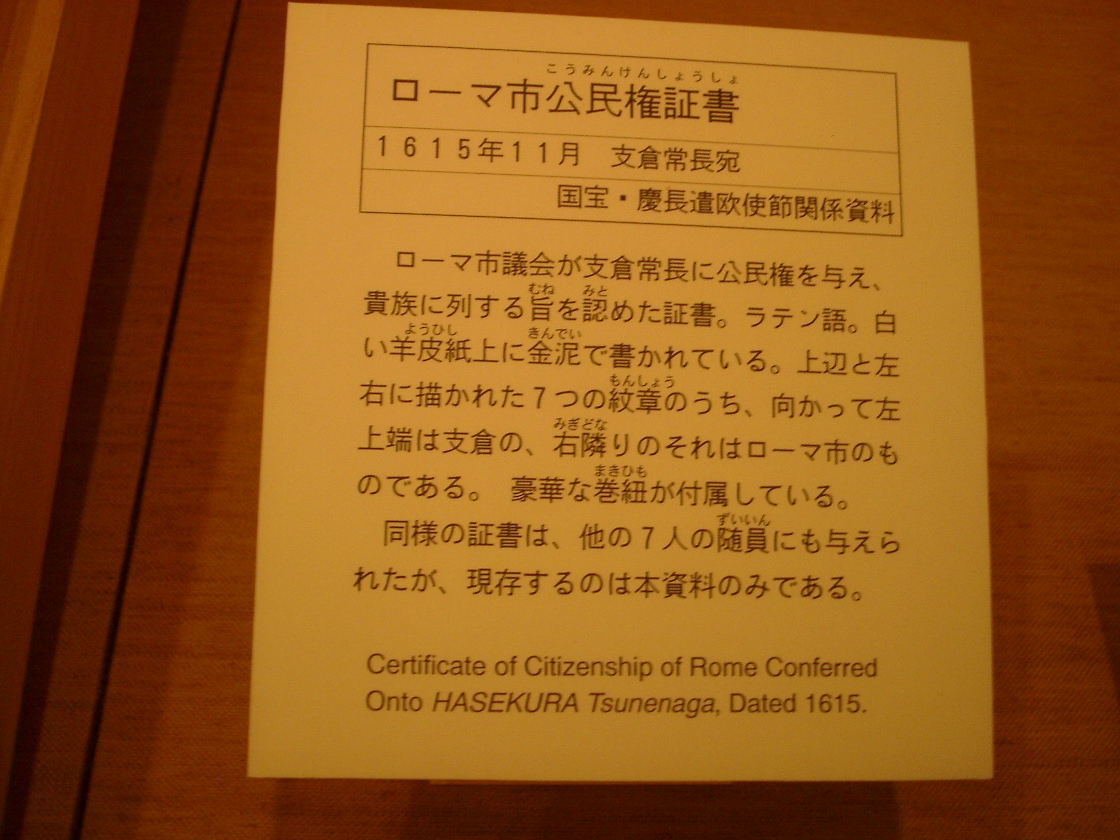 こうみんけんしょうしょ
ローマ市公民権証書
１６１５年１１月　支倉常長宛
国宝・慶長遣欧使節関係資料
ローマ市議会が支倉常長に公民権を与え、
むね　みと
貴族に列する旨を認めた証書。ラテン語。白
ようひし　きんでい
い羊皮紙上に金泥で書かれている。上辺と左
もんしょう
右に描かれた７つの紋章のうち、向かって左
みぎどな
上端は支倉の、右隣りのそれはローマ市のも
まきひも
のである。　豪華な巻紐が付属している。
ずいいん
同様の証書は、他の７人の随員にも与えら
れたが、現存するのは本資料のみである。
Certificate of Citizenship of Rome Conferred
Onto HASEKURA Tsunenaga, Dated 1615.